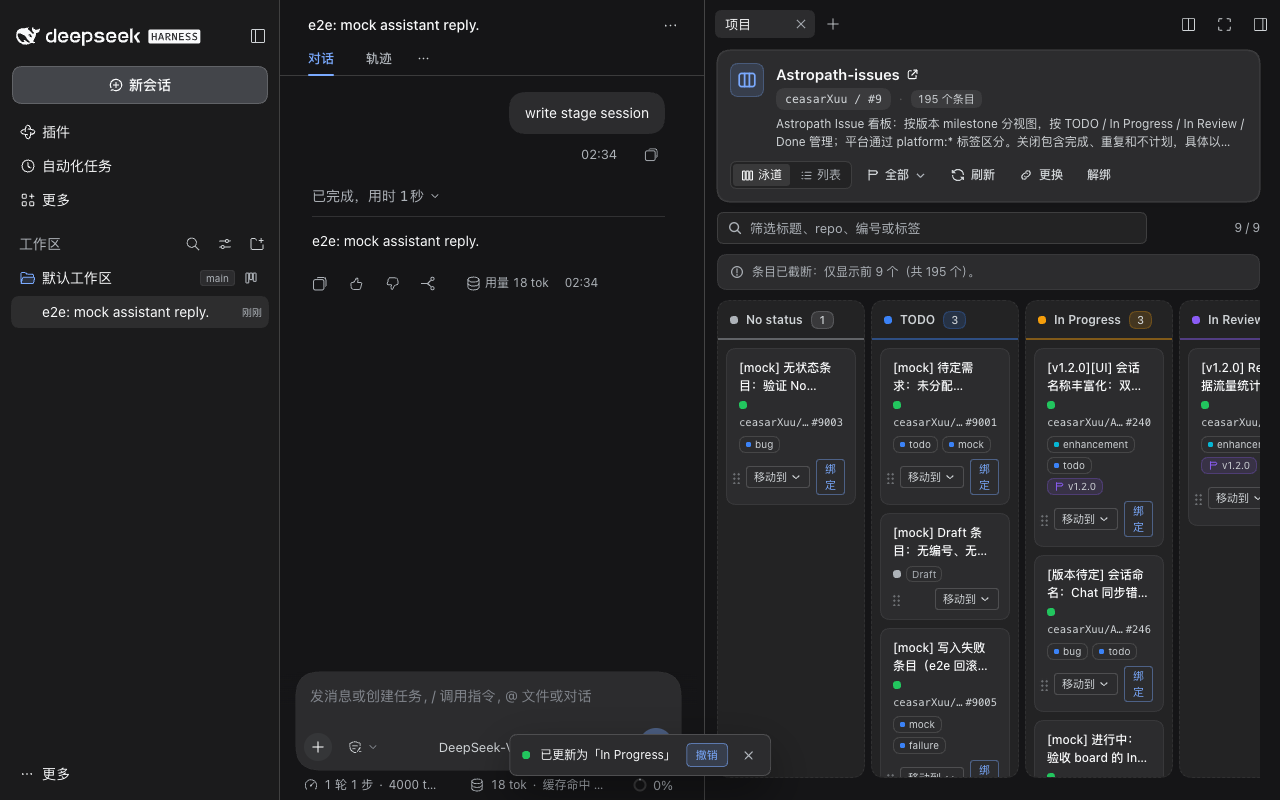 deepseek HARNESS
新会话
插件
自动化任务
更多
工作区
默认工作区 main
e2e: mock assistant reply. 刚刚
更多
e2e: mock assistant reply.
对话 轨迹
write stage session
02:34
已完成，用时 1 秒
e2e: mock assistant reply.
用量 18 tok 02:34
发消息或创建任务, / 调用指令, @ 文件或对话
DeepSeek-V
1 轮 1 步 · 4000 t... 18 tok · 缓存命中 ... 0%
已更新为「In Progress」 撤销
项目
Astropath-issues
ceasarXuu / #9 · 195 个条目
Astropath Issue 看板：按版本 milestone 分视图，按 TODO / In Progress / In Review /
Done 管理；平台通过 platform:* 标签区分。关闭包含完成、重复和不计划，具体以...
泳道 列表 全部 刷新 更换 解绑
筛选标题、repo、编号或标签 9 / 9
条目已截断：仅显示前 9 个（共 195 个）。
No status 1
[mock] 无状态条
目：验证 No...
ceasarXuu/… #9003
bug
移动到 绑
定
TODO 3
[mock] 待定需
求：未分配...
ceasarXuu/… #9001
todo mock
移动到 绑
定
[mock] Draft 条
目：无编号、无...
Draft
移动到
[mock] 写入失败
条目（e2e 回滚...
ceasarXuu/… #9005
mock
failure
移动到 绑
In Progress 3
[v1.2.0][UI] 会话
名称丰富化：双...
ceasarXuu/A… #240
enhancement
todo
v1.2.0
移动到 绑
定
[版本待定] 会话命
名：Chat 同步错...
ceasarXuu/A… #246
bug todo
移动到 绑
定
[mock] 进行中：
验收 board 的 In...
In Review
[v1.2.0] Re
据流量统计
ceasarXuu/
enhancer
v1.2.0
移动到